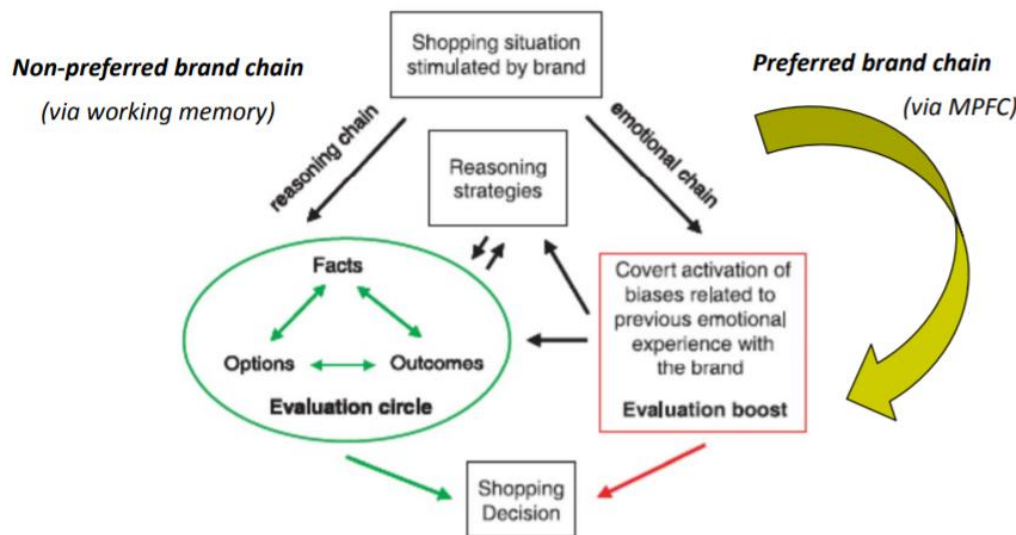 Shopping situation
stimulated by brand
Non-preferred brand chain
(via working memory)
Preferred brand chain
(via MPFC)
reasoning chain
emotional chain
Reasoning
strategies
Facts
Options
Outcomes
Evaluation circle
Covert activation of
biases related to
previous emotional
experience with
the brand
Evaluation boost
Shopping
Decision